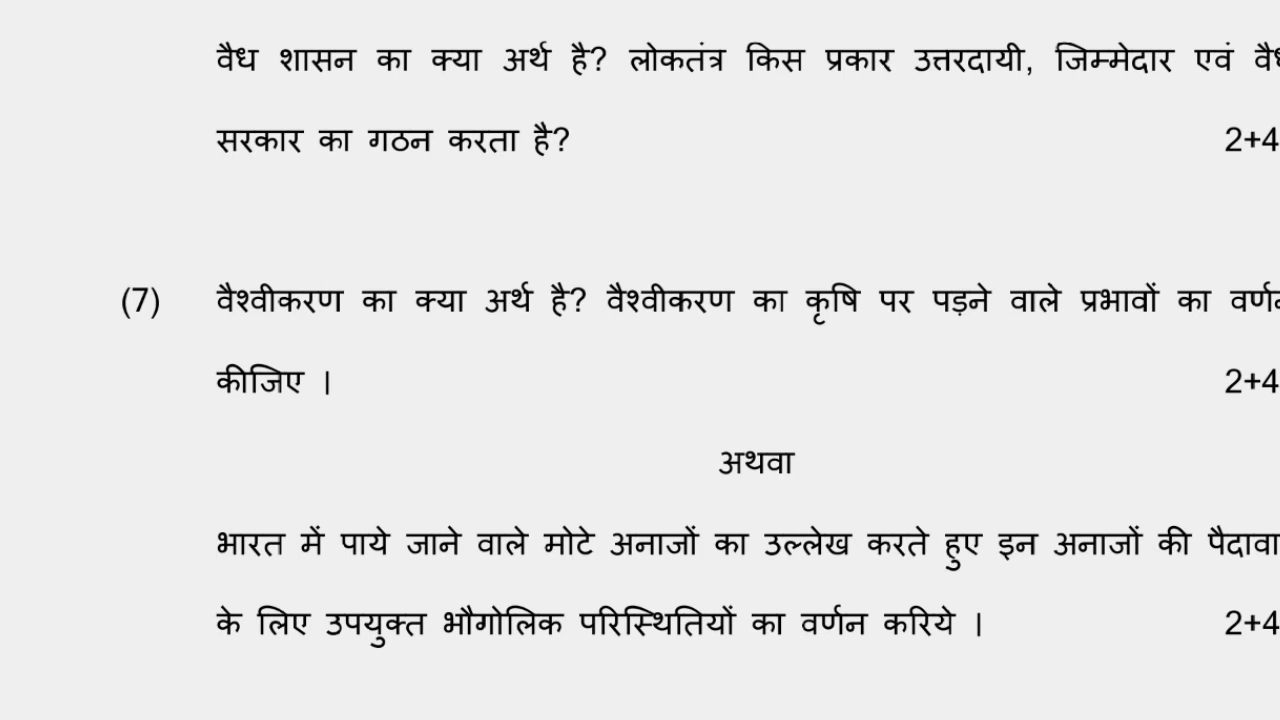 वैध शासन का क्या अर्थ है? लोकतंत्र किस प्रकार उत्तरदायी, जिम्मेदार एवं
सरकार का गठन करता है? 2+4
(7) वैश्वीकरण का क्या अर्थ है? वैश्वीकरण का कृषि पर पड़ने वाले प्रभावों का
कीजिए । 2+4
अथवा
भारत में पाये जाने वाले मोटे अनाजों का उल्लेख करते हुए इन अनाजों की
के लिए उपयुक्त भौगोलिक परिस्थितियों का वर्णन करिये । 2+4